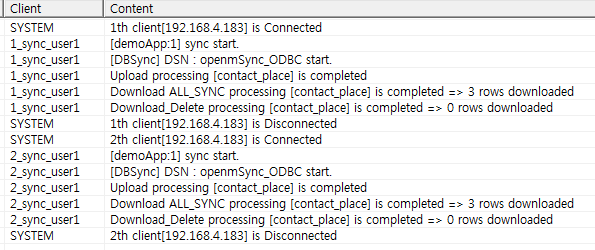 Client Content
SYSTEM 1th client[192.168.4.183] is Connected
1_sync_user1 [demoApp:1] sync start.
1_sync_user1 [DBSync] DSN : openmSync_ODBC start.
1_sync_user1 Upload processing [contact_place] is completed
1_sync_user1 Download ALL_SYNC processing [contact_place] is completed => 3 rows downloaded
1_sync_user1 Download_Delete processing [contact_place] is completed => 0 rows downloaded
SYSTEM 1th client[192.168.4.183] is Disconnected
SYSTEM 2th client[192.168.4.183] is Connected
2_sync_user1 [demoApp:1] sync start.
2_sync_user1 [DBSync] DSN : openmSync_ODBC start.
2_sync_user1 Upload processing [contact_place] is completed
2_sync_user1 Download ALL_SYNC processing [contact_place] is completed => 3 rows downloaded
2_sync_user1 Download_Delete processing [contact_place] is completed => 0 rows downloaded
SYSTEM 2th client[192.168.4.183] is Disconnected